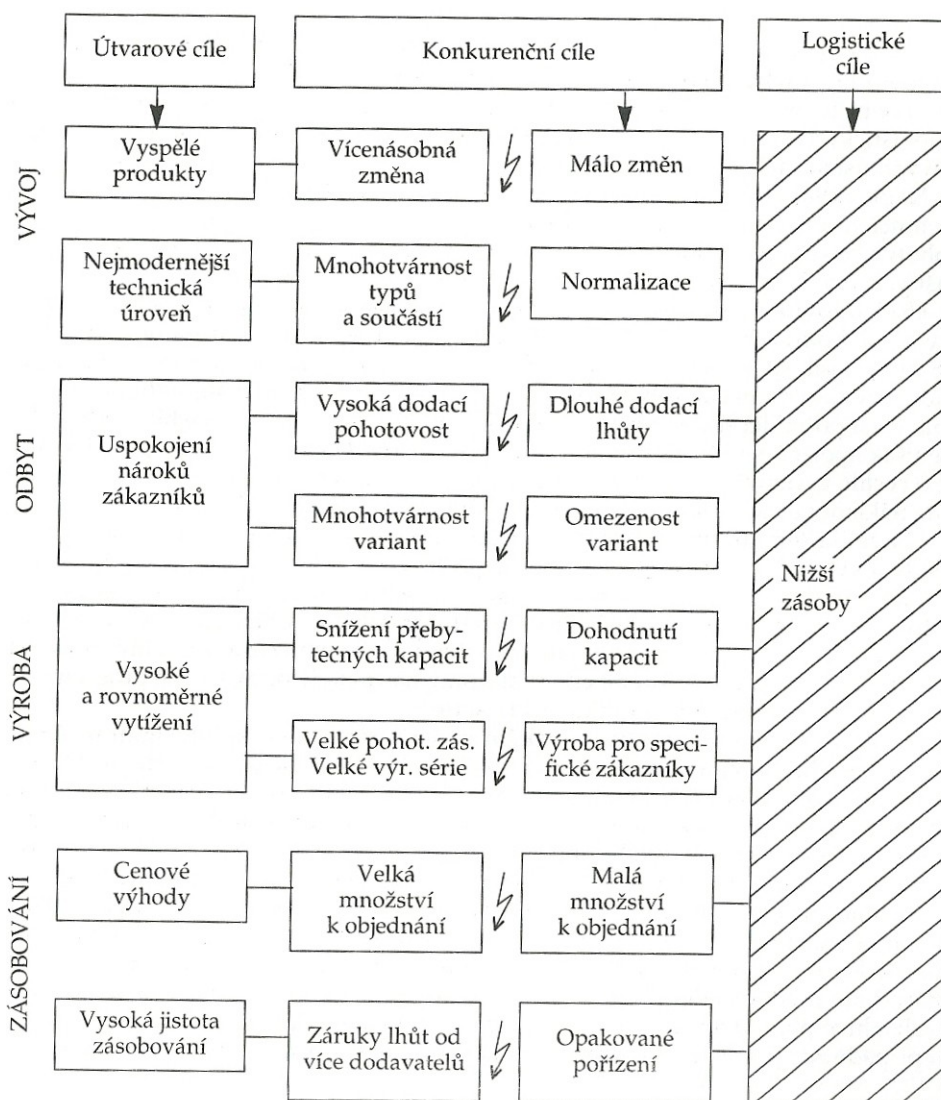 Útvarové cíle
Konkurenční cíle
Logistické
cíle
VÝVOJ
Vyspělé
produkty
Vícenásobná
změna
Málo změn
Nejmodernější
technická
úroveň
Mnohotvárnost
typů
a součástí
Normalizace
ODBYT
Uspokojení
nároků
zákazníků
Vysoká dodací
pohotovost
Dlouhé dodací
lhůty
Mnohotvárnost
variant
Omezenost
variant
Nižší
zásoby
VÝROBA
Vysoké
a rovnoměrné
vytížení
Snížení přeby-
tečných kapacit
Dohodnutí
kapacit
Velké pohot. zás.
Velké výr. série
Výroba pro speci-
fické zákazníky
ZÁSOBOVÁNÍ
Cenové
výhody
Velká
množství
k objednání
Malá
množství
k objednání
Vysoká jistota
zásobování
Záruky lhůt od
více dodavatelů
Opakované
pořízení